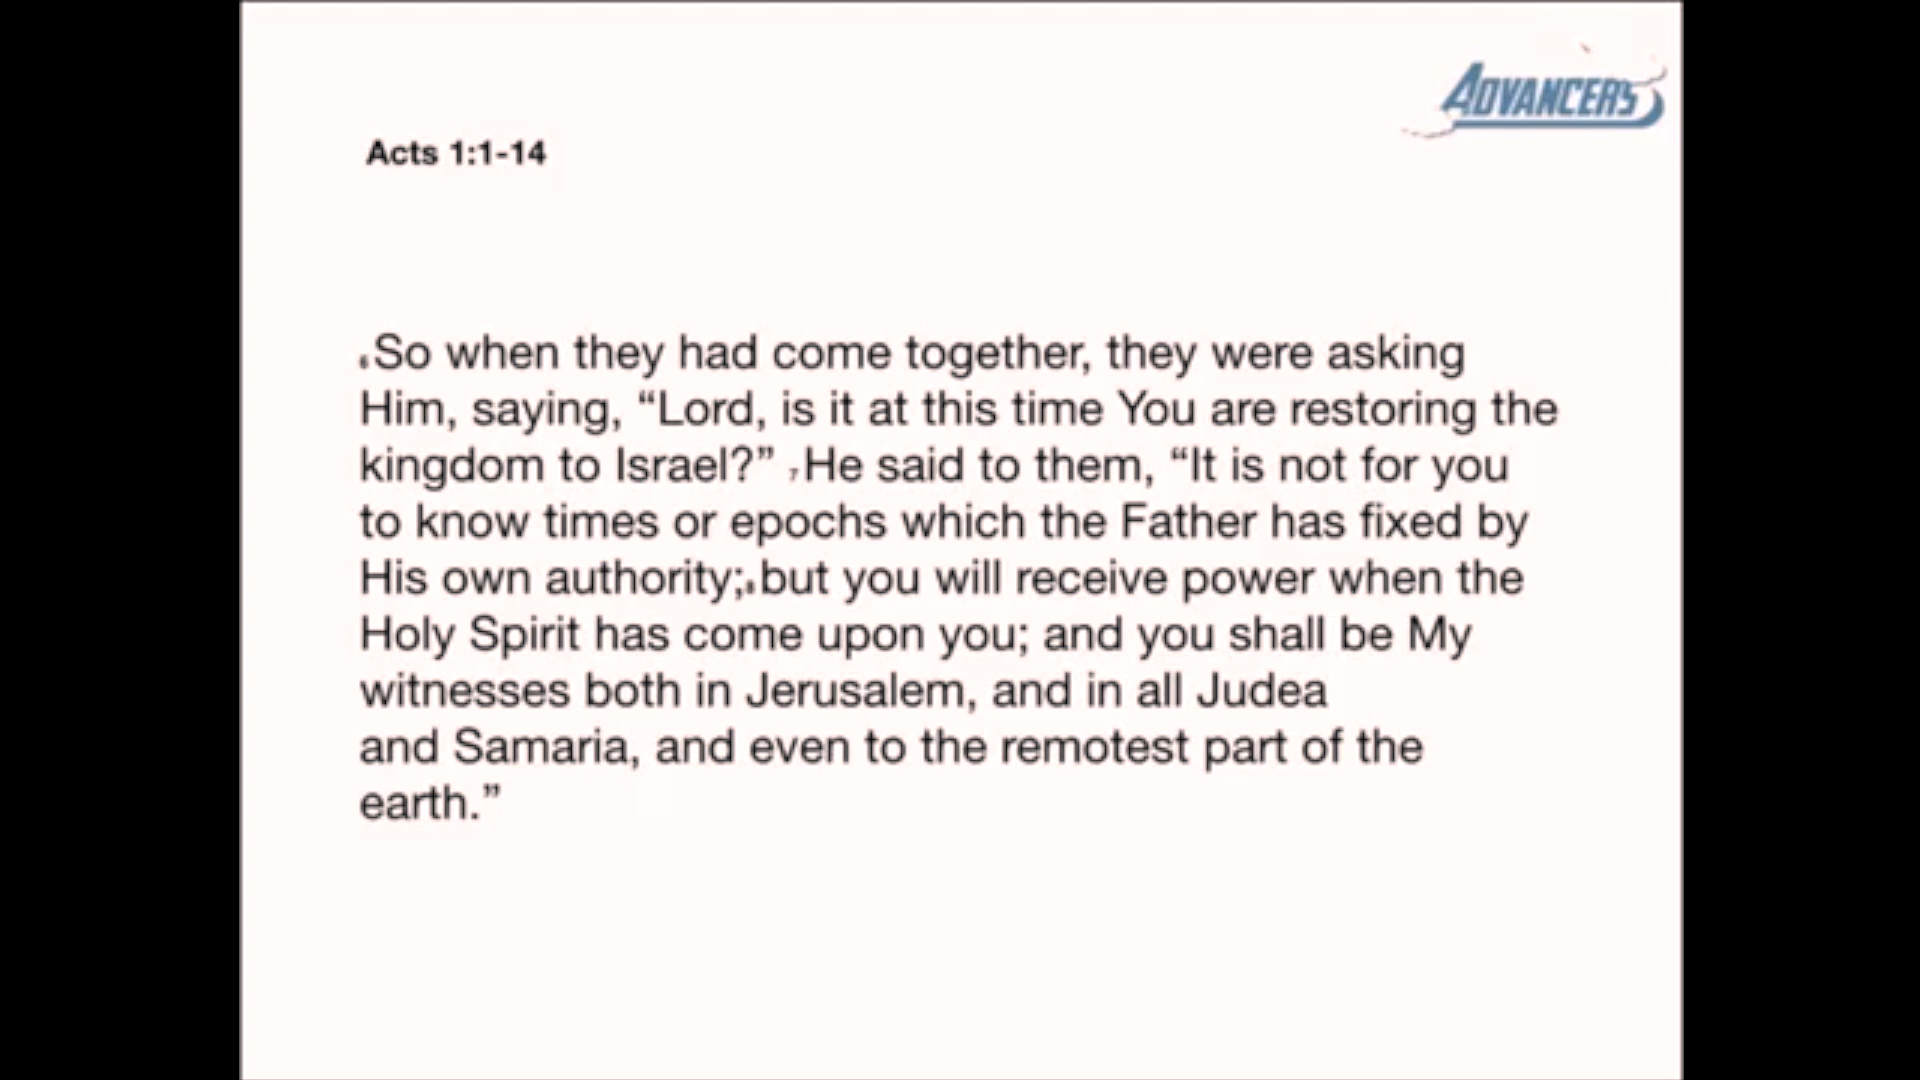 ADVANCERS
Acts 1:1-14
6So when they had come together, they were asking
Him, saying, “Lord, is it at this time You are restoring the
kingdom to Israel?” 7He said to them, “It is not for you
to know times or epochs which the Father has fixed by
His own authority;8but you will receive power when the
Holy Spirit has come upon you; and you shall be My
witnesses both in Jerusalem, and in all Judea
and Samaria, and even to the remotest part of the
earth.”